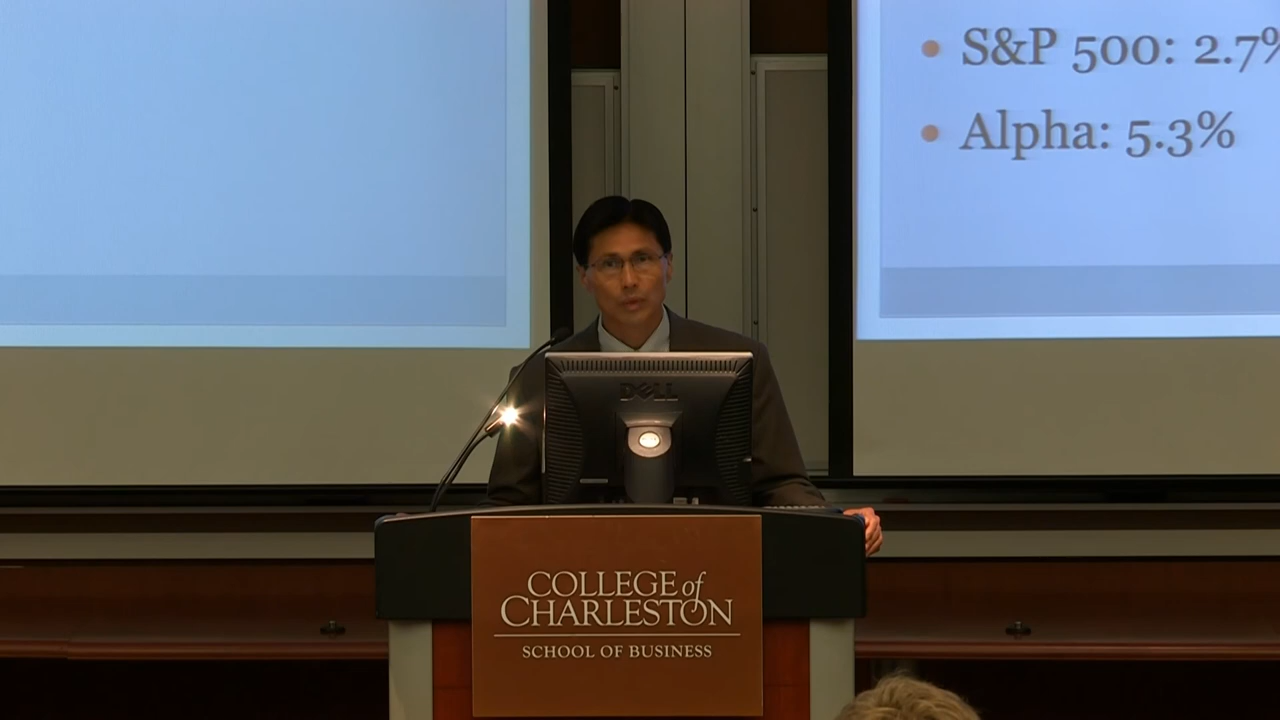 • S&P 500: 2.7%
• Alpha: 5.3%
DELL
COLLEGE of
CHARLESTON
SCHOOL OF BUSINESS